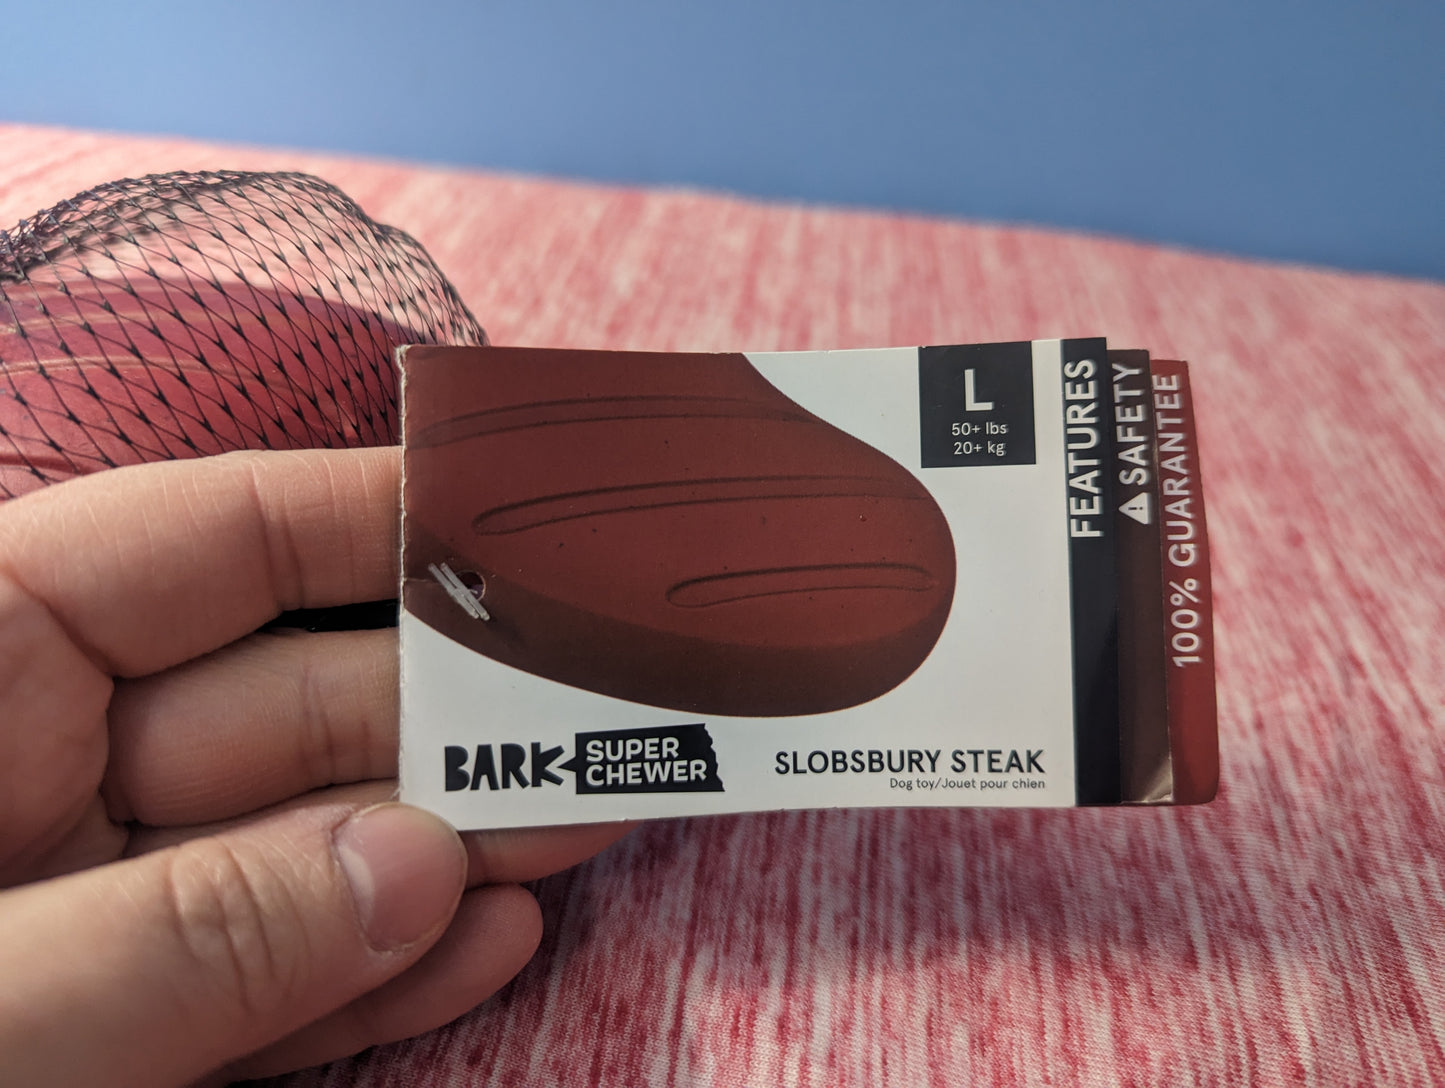 L
50+ lbs
20+ kg
FEATURES
⚠ SAFETY
100% GUARANTEE
BARK
SUPER
CHEWER
SLOBSBURY STEAK
Dog toy/Jouet pour chien